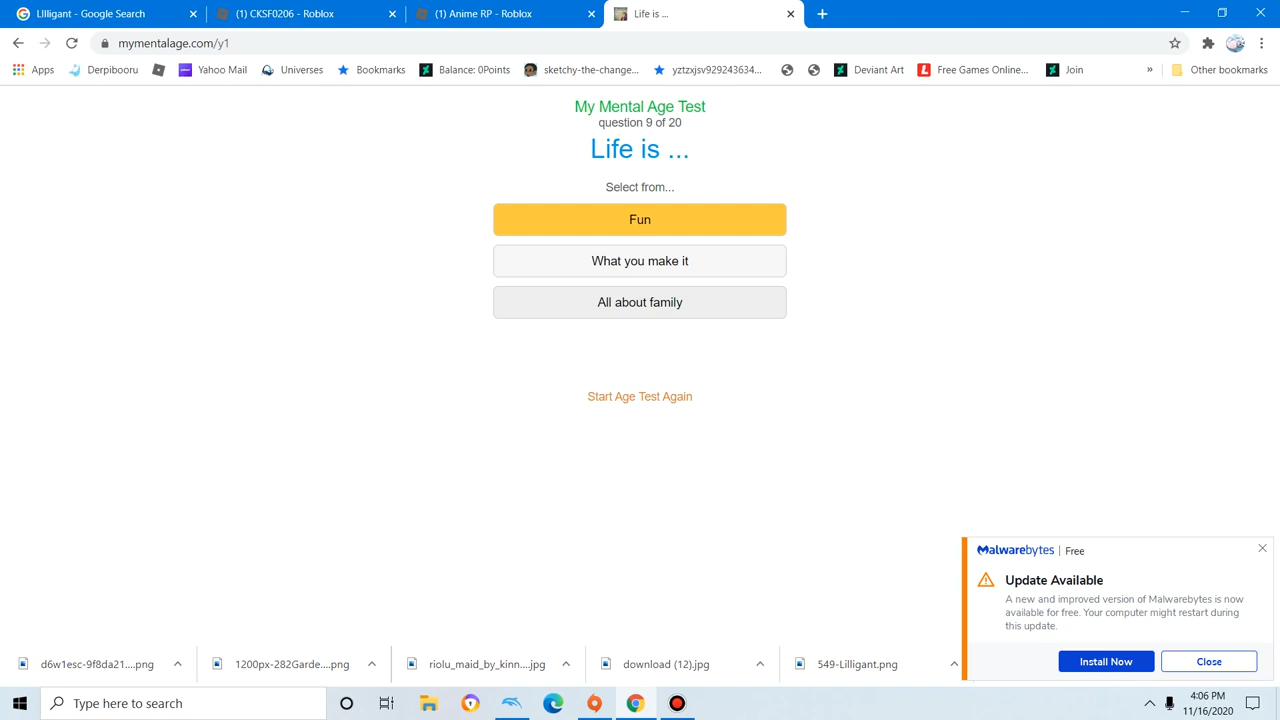 LIlligant - Google Search
(1) CKSF0206 - Roblox
(1) Anime RP - Roblox
Life is ...
mymentalage.com/y1
Apps
Derpibooru
Yahoo Mail
Universes
Bookmarks
Balance: 0Points
sketchy-the-change...
yztzxjsv929243634...
Deviant Art
Free Games Online...
Join
»
Other bookmarks
My Mental Age Test
question 9 of 20
Life is ...
Select from...
Fun
What you make it
All about family
Start Age Test Again
Malwarebytes | Free
Update Available
A new and improved version of Malwarebytes is now
available for free. Your computer might restart during
this update.
Install Now
Close
d6w1esc-9f8da21....png
1200px-282Garde....png
riolu_maid_by_kinn....jpg
download (12).jpg
549-Lilligant.png
Type here to search
4:06 PM
11/16/2020